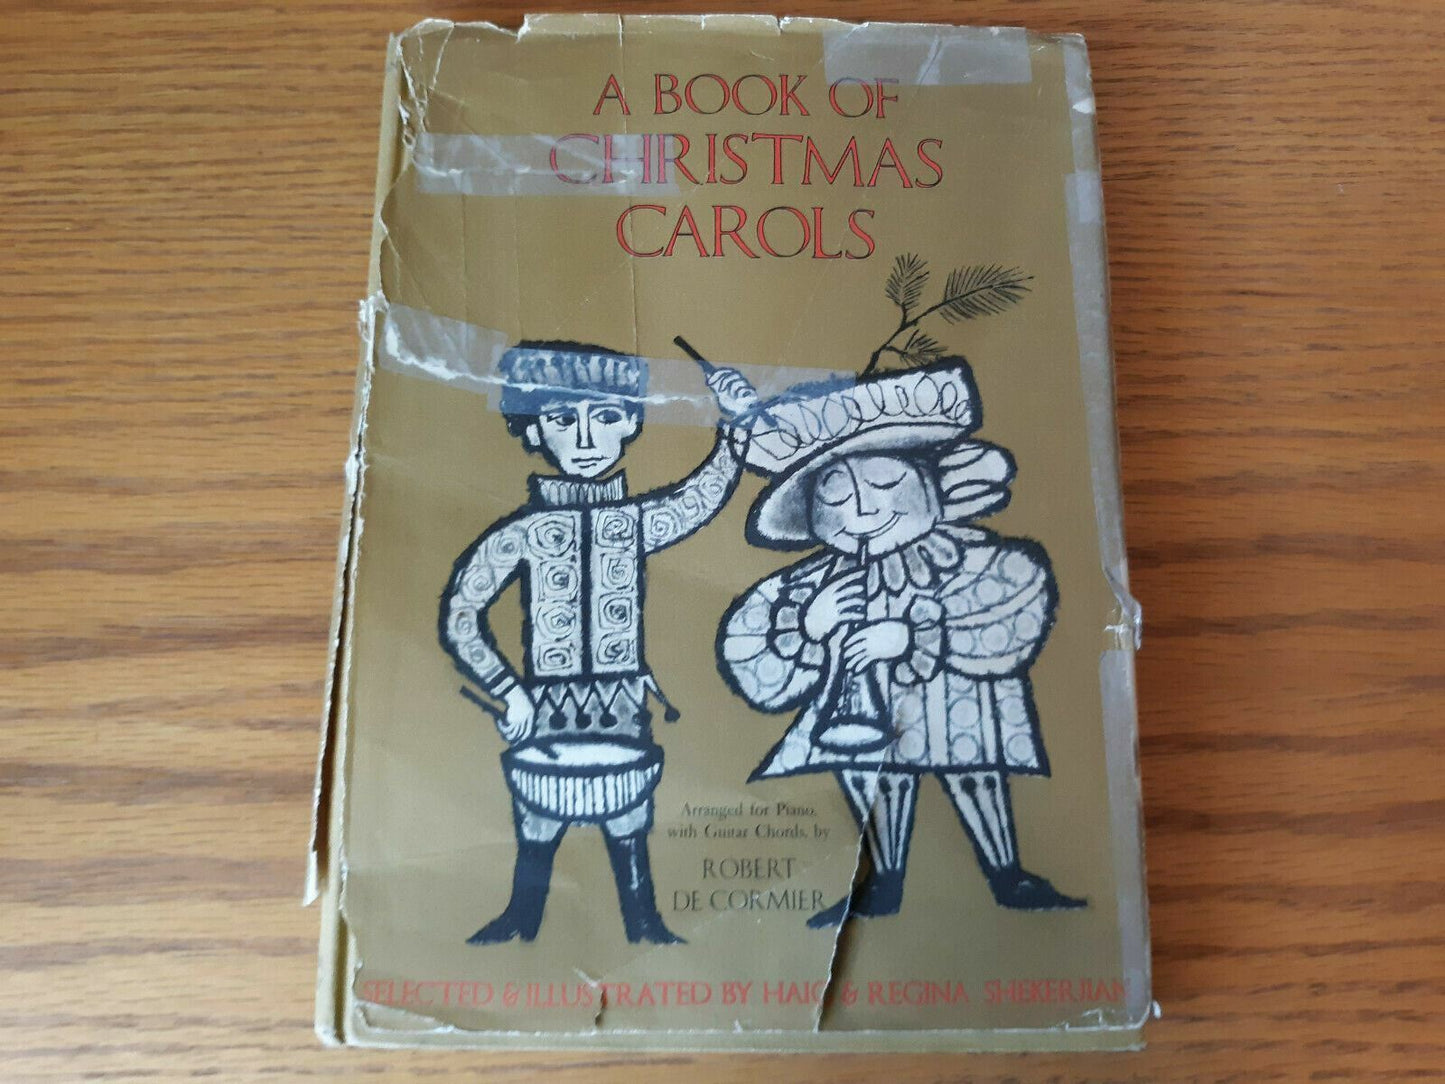 A BOOK OF
CHRISTMAS
CAROLS
Arranged for Piano,
with Guitar Chords, by
ROBERT
DE CORMIER
SELECTED & ILLUSTRATED BY HAIG & REGINA SHEKERJIAN